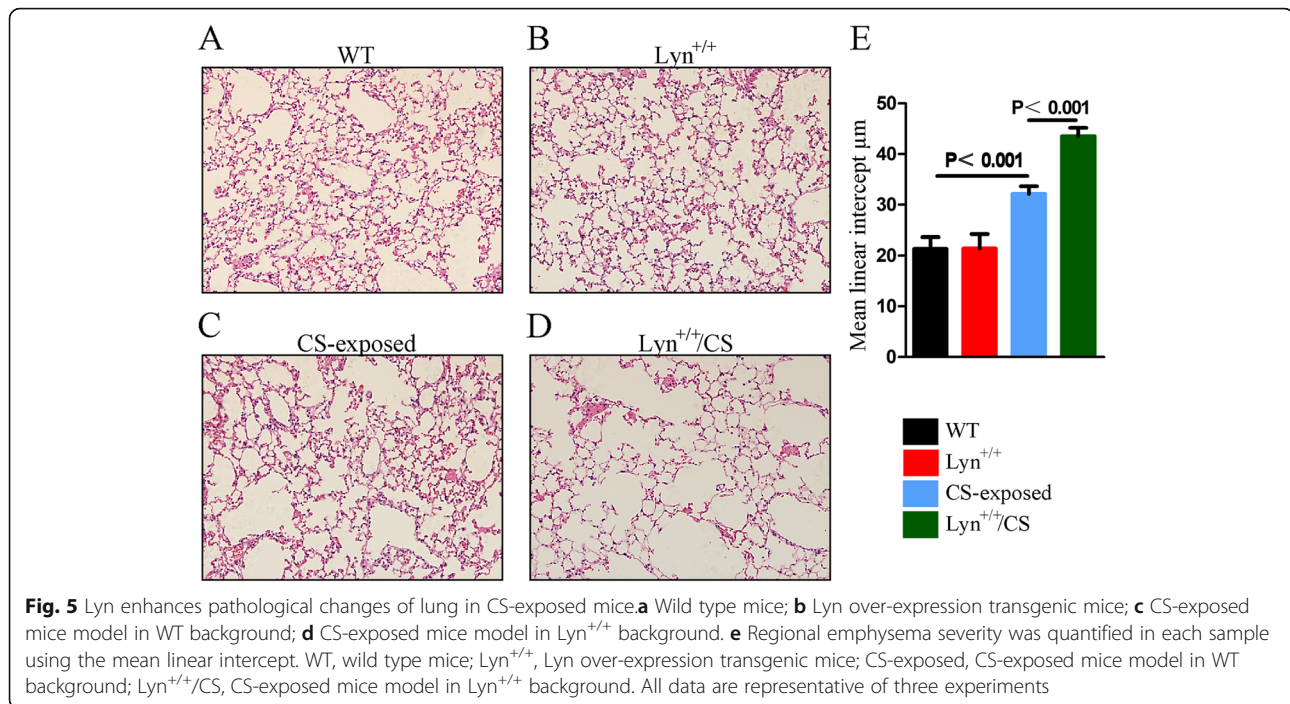 A
WT
B
Lyn+/+
C
CS-exposed
D
Lyn+/+/CS
E
Mean linear intercept μm
50
40
30
20
10
0
P< 0.001
P< 0.001
WT
Lyn+/+
CS-exposed
Lyn+/+/CS
Fig. 5 Lyn enhances pathological changes of lung in CS-exposed mice.a Wild type mice; b Lyn over-expression transgenic mice; c CS-exposed
mice model in WT background; d CS-exposed mice model in Lyn+/+ background. e Regional emphysema severity was quantified in each sample
using the mean linear intercept. WT, wild type mice; Lyn+/+, Lyn over-expression transgenic mice; CS-exposed, CS-exposed mice model in WT
background; Lyn+/+/CS, CS-exposed mice model in Lyn+/+ background. All data are representative of three experiments